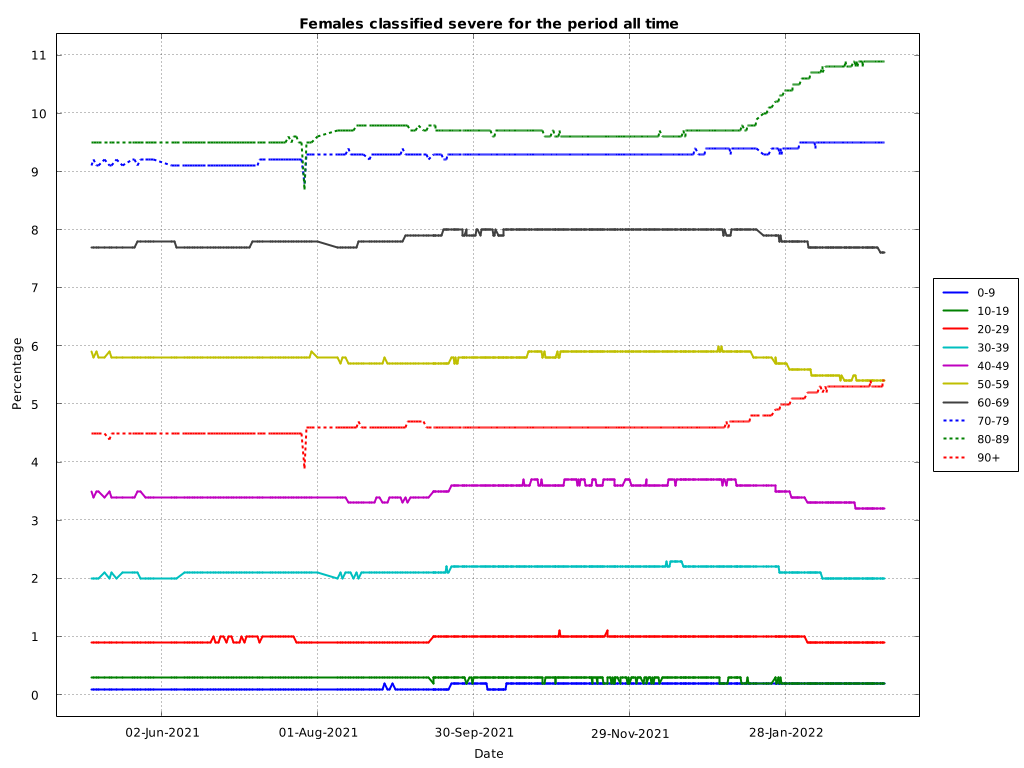 Females classified severe for the period all time
11
10
9
8
7
6
5
4
3
2
1
0
Percentage
02-Jun-2021
01-Aug-2021
30-Sep-2021
29-Nov-2021
28-Jan-2022
Date
0-9
10-19
20-29
30-39
40-49
50-59
60-69
70-79
80-89
90+